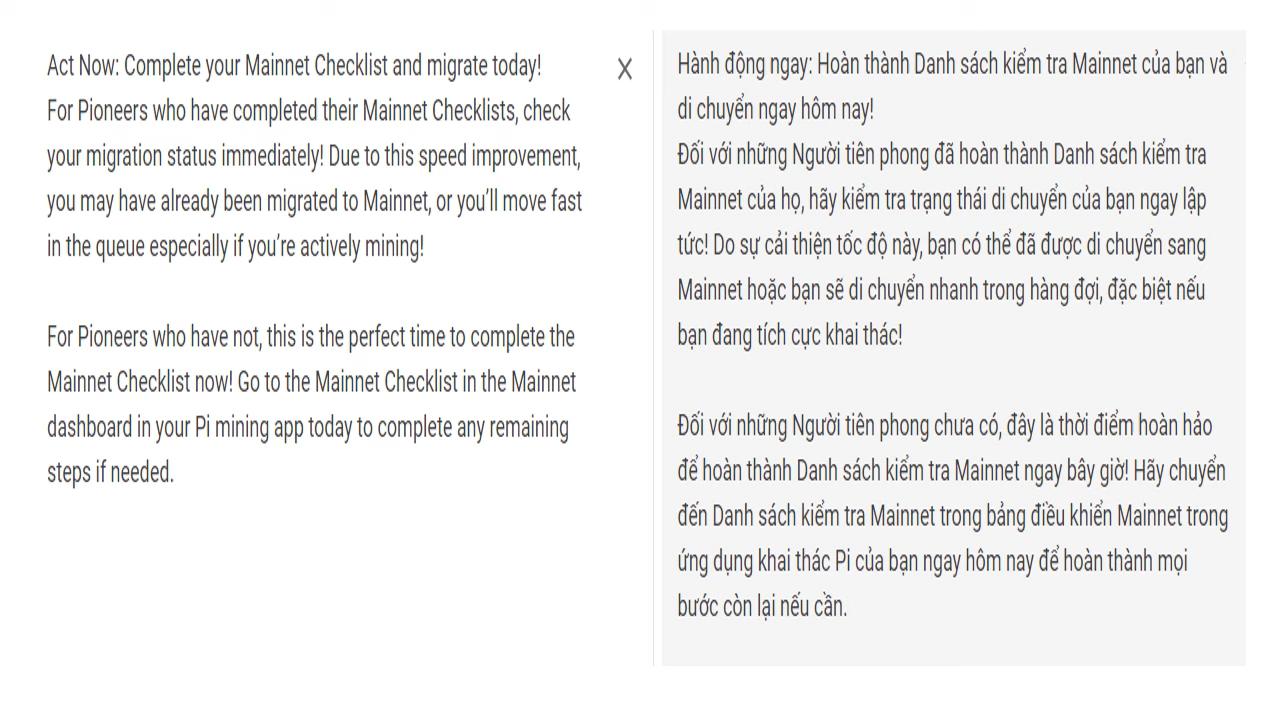 Act Now: Complete your Mainnet Checklist and migrate today!
For Pioneers who have completed their Mainnet Checklists, check
your migration status immediately! Due to this speed improvement,
you may have already been migrated to Mainnet, or you’ll move fast
in the queue especially if you’re actively mining!

For Pioneers who have not, this is the perfect time to complete the
Mainnet Checklist now! Go to the Mainnet Checklist in the Mainnet
dashboard in your Pi mining app today to complete any remaining
steps if needed.

Hành động ngay: Hoàn thành Danh sách kiểm tra Mainnet của bạn và
di chuyển ngay hôm nay!
Đối với những Người tiên phong đã hoàn thành Danh sách kiểm tra
Mainnet của họ, hãy kiểm tra trạng thái di chuyển của bạn ngay lập
tức! Do sự cải thiện tốc độ này, bạn có thể đã được di chuyển sang
Mainnet hoặc bạn sẽ di chuyển nhanh trong hàng đợi, đặc biệt nếu
bạn đang tích cực khai thác!

Đối với những Người tiên phong chưa có, đây là thời điểm hoàn hảo
để hoàn thành Danh sách kiểm tra Mainnet ngay bây giờ! Hãy chuyển
đến Danh sách kiểm tra Mainnet trong bảng điều khiển Mainnet trong
ứng dụng khai thác Pi của bạn ngay hôm nay để hoàn thành mọi
bước còn lại nếu cần.